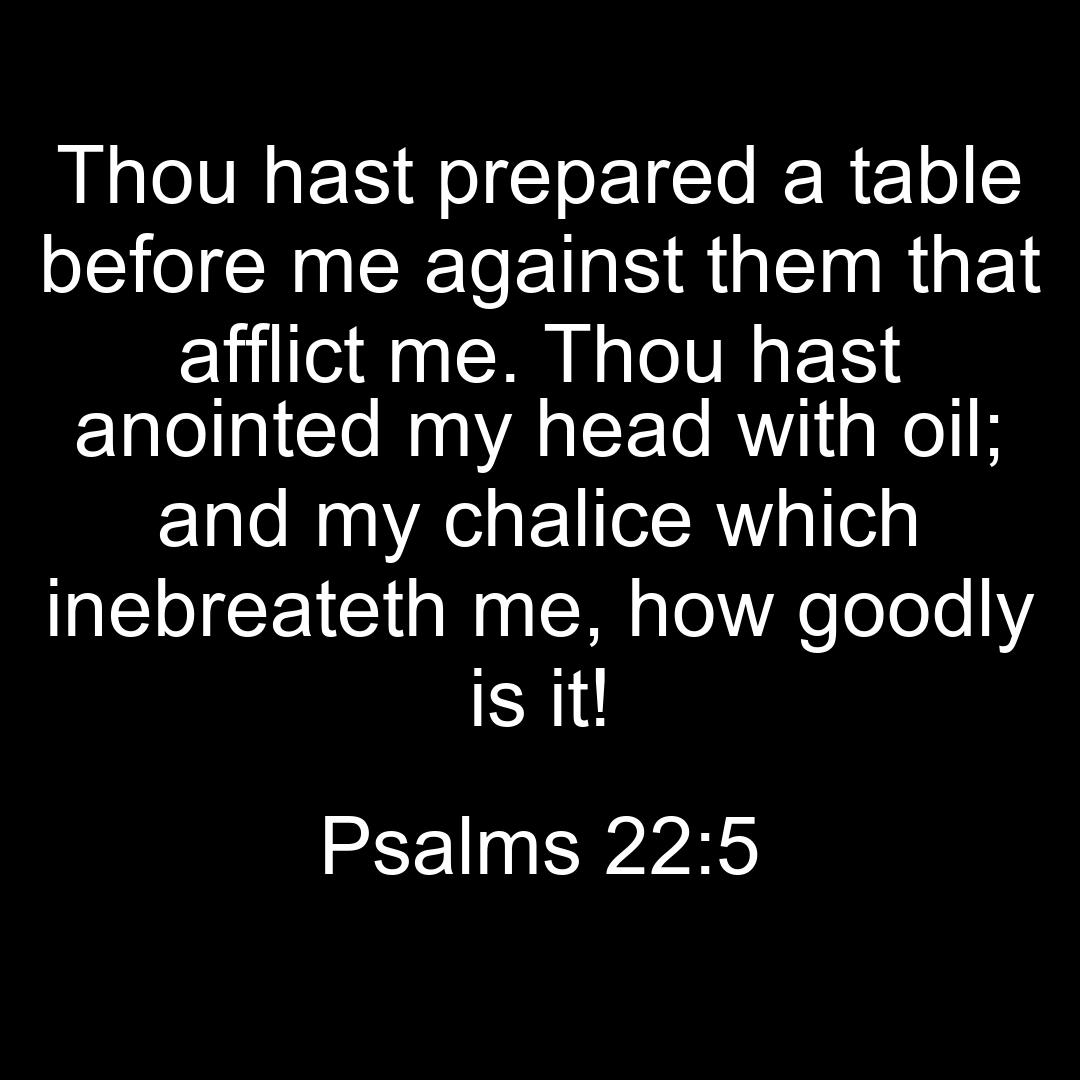 Thou hast prepared a table
before me against them that
afflict me. Thou hast
anointed my head with oil;
and my chalice which
inebreateth me, how goodly
is it!
Psalms 22:5